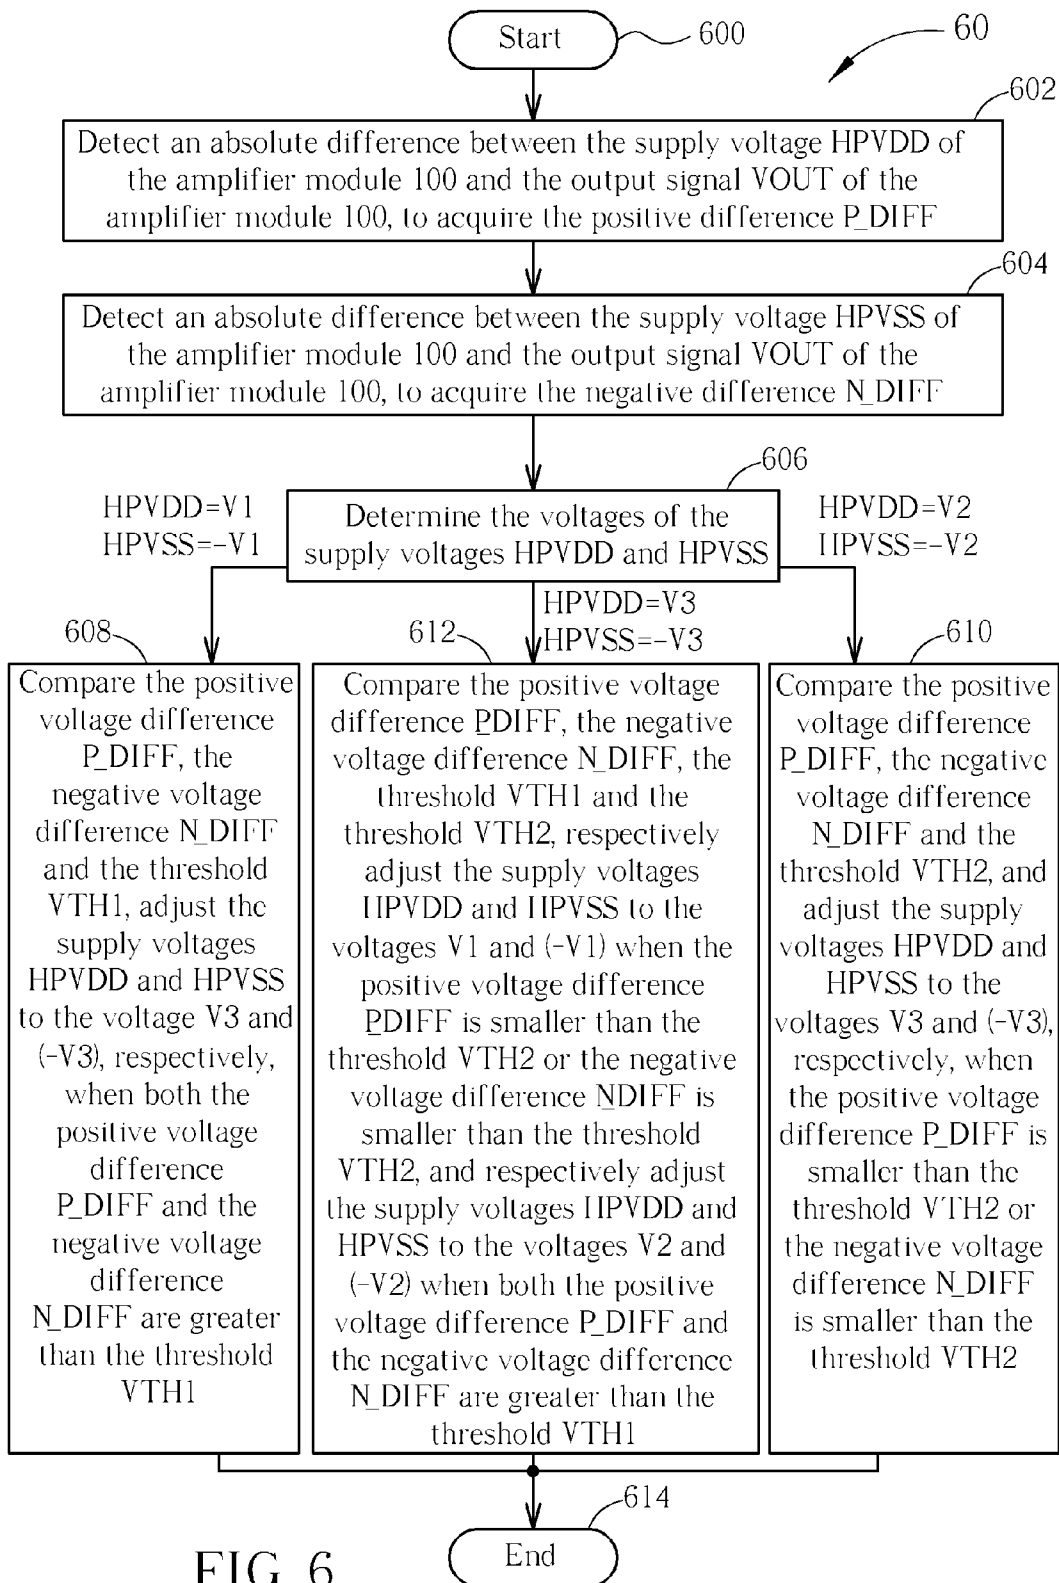 Start
600
60
602
Detect an absolute difference between the supply voltage HPVDD of
the amplifier module 100 and the output signal VOUT of the
amplifier module 100, to acquire the positive difference P_DIFF
604
Detect an absolute difference between the supply voltage HPVSS of
the amplifier module 100 and the output signal VOUT of the
amplifier module 100, to acquire the negative difference N_DIFF
606
Determine the voltages of the
supply voltages HPVDD and HPVSS
HPVDD=V1
HPVSS=-V1
HPVDD=V2
HPVSS=-V2
HPVDD=V3
HPVSS=-V3
608
Compare the positive
voltage difference
P_DIFF, the
negative voltage
difference N_DIFF
and the threshold
VTH1, adjust the
supply voltages
HPVDD and HPVSS
to the voltage V3 and
(-V3), respectively,
when both the
positive voltage
difference
P_DIFF and the
negative voltage
difference
N_DIFF are greater
than the threshold
VTH1
612
Compare the positive voltage
difference PDIFF, the negative
voltage difference N_DIFF, the
threshold VTH1 and the
threshold VTH2, respectively
adjust the supply voltages
HPVDD and HPVSS to the
voltages V1 and (-V1) when the
positive voltage difference
PDIFF is smaller than the
threshold VTH2 or the negative
voltage difference NDIFF is
smaller than the threshold
VTH2, and respectively adjust
the supply voltages HPVDD and
HPVSS to the voltages V2 and
(-V2) when both the positive
voltage difference P_DIFF and
the negative voltage difference
N_DIFF are greater than the
threshold VTH1
610
Compare the positive
voltage difference
P_DIFF, the negative
voltage difference
N_DIFF and the
threshold VTH2, and
adjust the supply
voltages HPVDD and
HPVSS to the
voltages V3 and (-V3),
respectively, when
the positive voltage
difference P_DIFF is
smaller than the
threshold VTH2 or
the negative voltage
difference N_DIFF
is smaller than the
threshold VTH2
614
End
FIG. 6